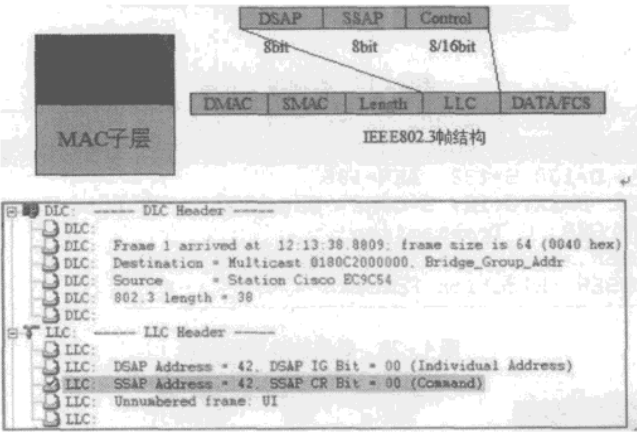 DSAP SSAP Control
8bit 8bit 8/16bit
DMAC SMAC Length LLC DATA/FCS
MAC子层
IEEE802.3帧结构
DLC: ----- DLC Header -----
DLC:
DLC: Frame 1 arrived at 12:13:38.8809; frame size is 64 (0040 hex)
DLC: Destination = Multicast 0180C2000000, Bridge_Group_Addr
DLC: Source = Station Cisco EC9C54
DLC: 802.3 length = 38
DLC:
LLC: ----- LLC Header -----
LLC:
LLC: DSAP Address = 42, DSAP IG Bit = 00 (Individual Address)
LLC: SSAP Address = 42, SSAP CR Bit = 00 (Command)
LLC: Unnumbered frame: UI
LLC: